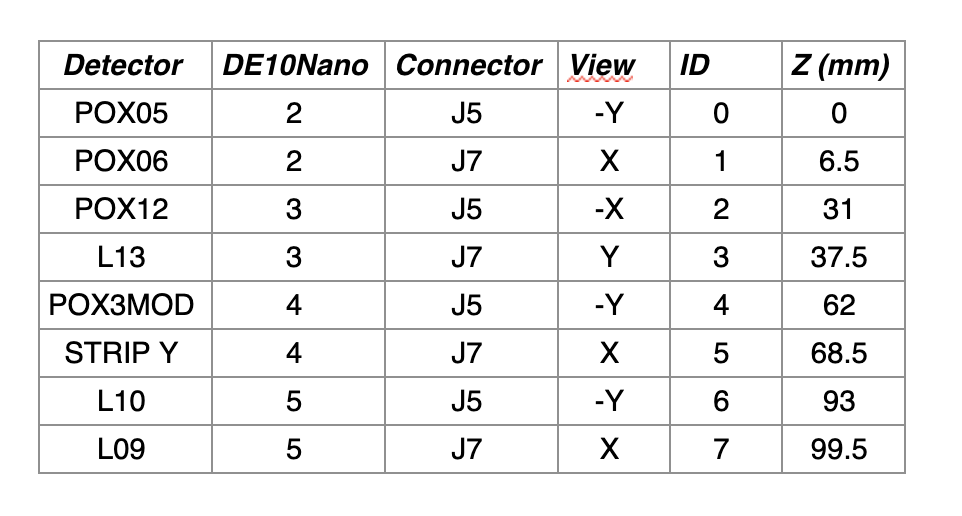 Detector DE10Nano Connector View ID Z (mm)
POX05 2 J5 -Y 0 0
POX06 2 J7 X 1 6.5
POX12 3 J5 -X 2 31
L13 3 J7 Y 3 37.5
POX3MOD 4 J5 -Y 4 62
STRIP Y 4 J7 X 5 68.5
L10 5 J5 -Y 6 93
L09 5 J7 X 7 99.5